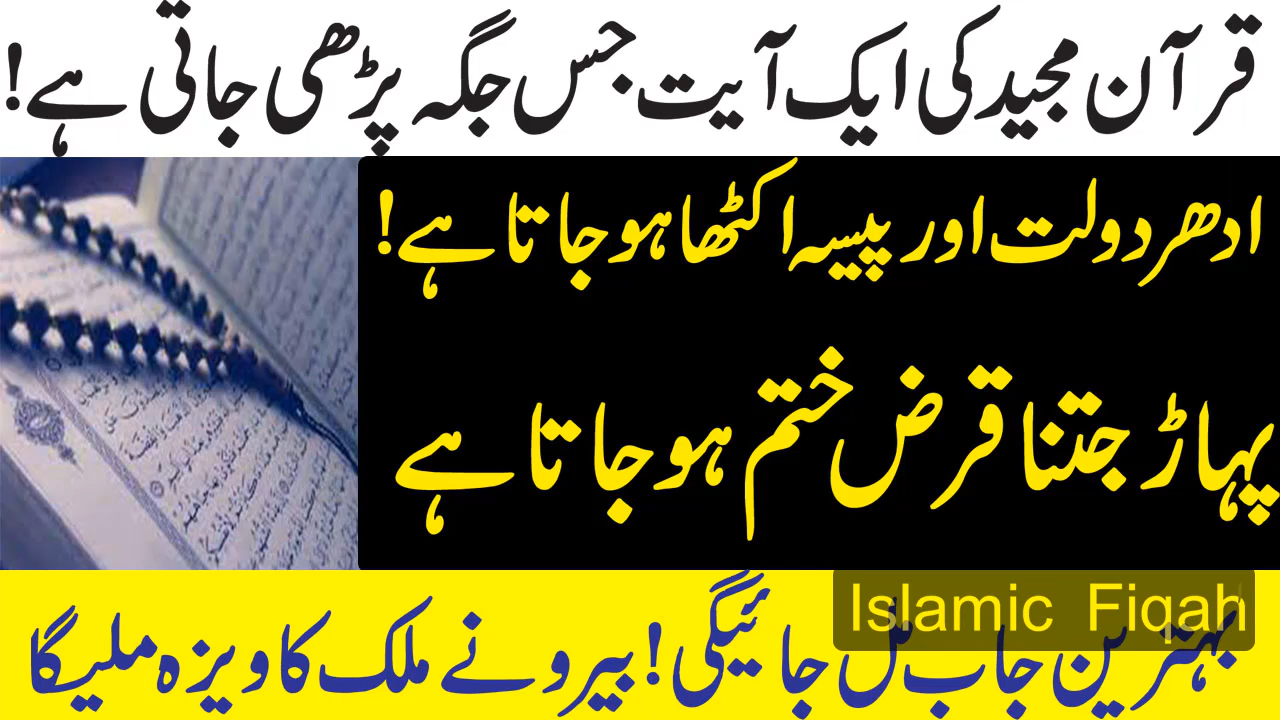 قرآن مجید کی ایک آیت جس جگہ پڑھی جاتی ہے!
ادھر دولت اور پیسہ اکٹھا ہو جاتا ہے!
پہاڑ جتنا قرض ختم ہو جاتا ہے
Islamic Fiqah
بہترین جاب مل جائیگی! بیرونے ملک کا ویزہ ملیگا